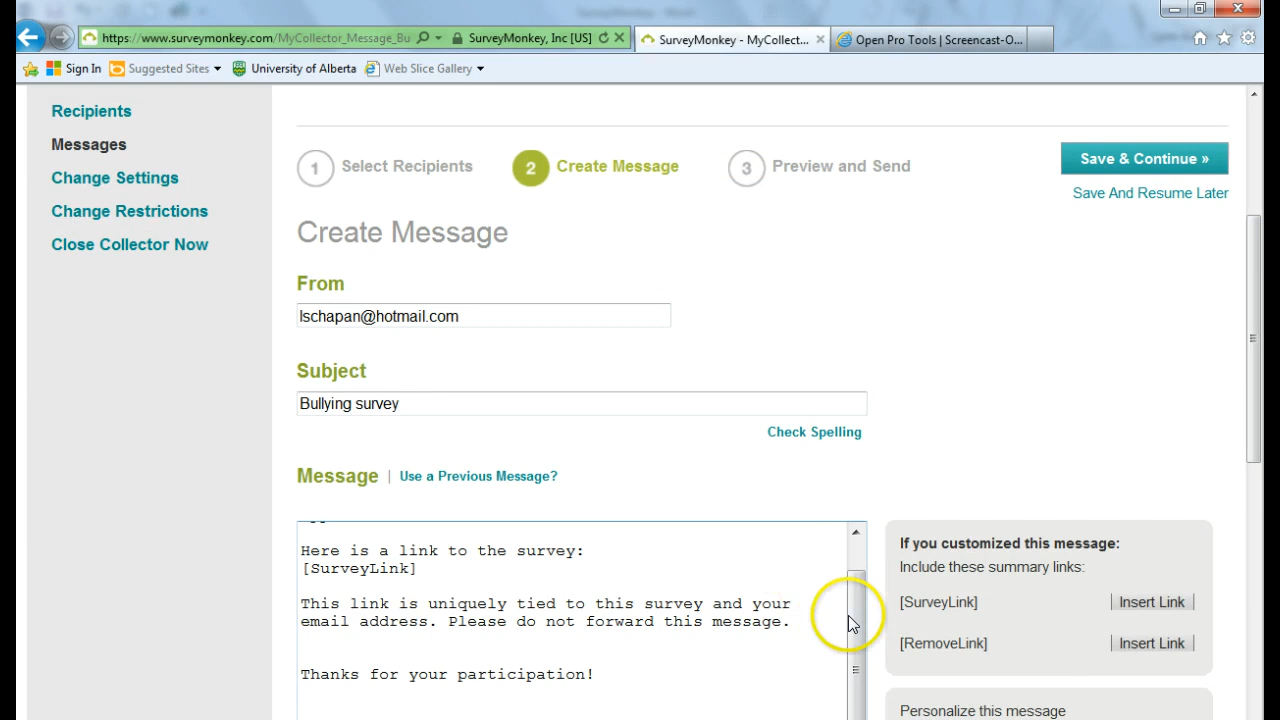 https://www.surveymonkey.com/MyCollector_Message_Bu
SurveyMonkey, Inc [US]
SurveyMonkey - MyCollect...
Open Pro Tools | Screencast-O...
Sign In
Suggested Sites
University of Alberta
Web Slice Gallery
Recipients
Messages
Change Settings
Change Restrictions
Close Collector Now
1 Select Recipients
2 Create Message
3 Preview and Send
Save & Continue »
Save And Resume Later
Create Message
From
lschapan@hotmail.com
Subject
Bullying survey
Check Spelling
Message | Use a Previous Message?
Here is a link to the survey:
[SurveyLink]
This link is uniquely tied to this survey and your
email address. Please do not forward this message.
Thanks for your participation!
If you customized this message:
Include these summary links:
[SurveyLink] Insert Link
[RemoveLink] Insert Link
Personalize this message